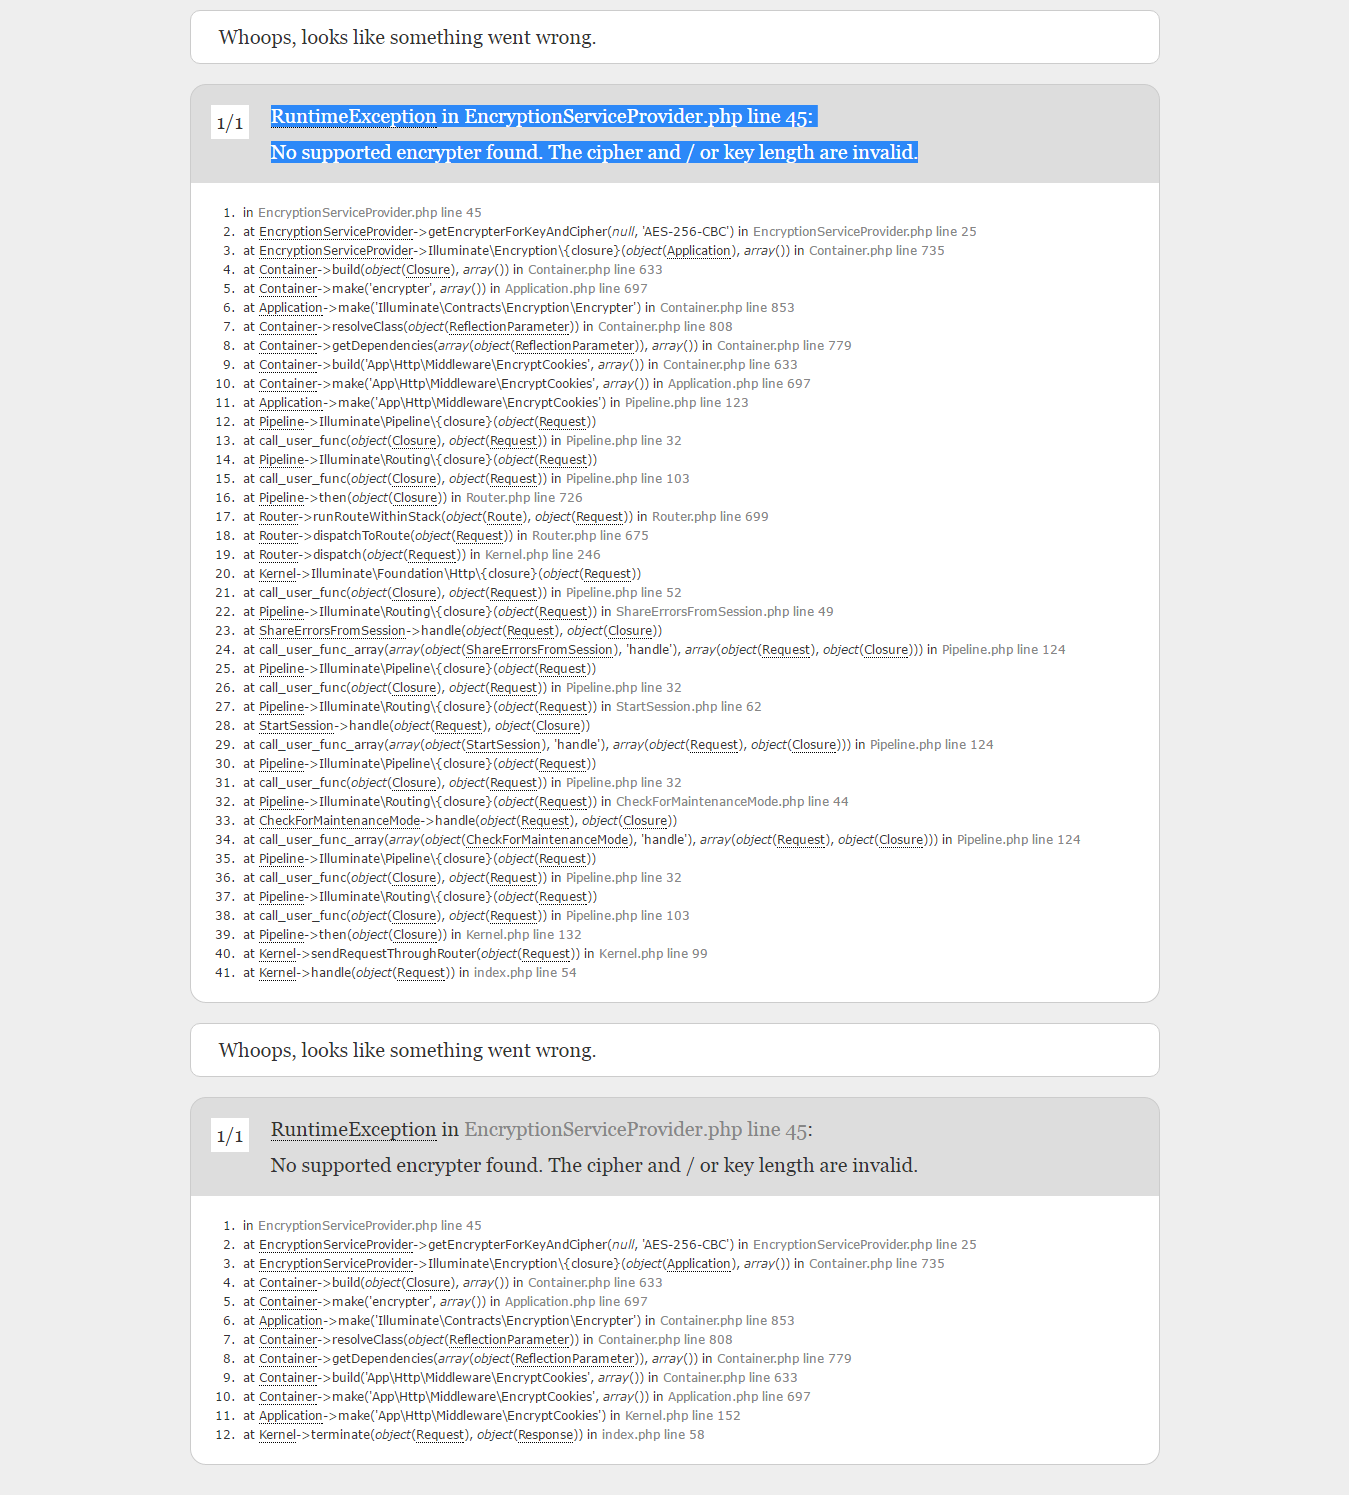 Whoops, looks like something went wrong.
1/1
RuntimeException in EncryptionServiceProvider.php line 45:
No supported encrypter found. The cipher and / or key length are invalid.
1. in EncryptionServiceProvider.php line 45
2. at EncryptionServiceProvider->getEncrypterForKeyAndCipher(null, 'AES-256-CBC') in EncryptionServiceProvider.php line 25
3. at EncryptionServiceProvider->Illuminate\Encryption\{closure}(object(Application), array()) in Container.php line 735
4. at Container->build(object(Closure), array()) in Container.php line 633
5. at Container->make('encrypter', array()) in Application.php line 697
6. at Application->make('Illuminate\Contracts\Encryption\Encrypter') in Container.php line 853
7. at Container->resolveClass(object(ReflectionParameter)) in Container.php line 808
8. at Container->getDependencies(array(object(ReflectionParameter)), array()) in Container.php line 779
9. at Container->build('App\Http\Middleware\EncryptCookies', array()) in Container.php line 633
10. at Container->make('App\Http\Middleware\EncryptCookies', array()) in Application.php line 697
11. at Application->make('App\Http\Middleware\EncryptCookies') in Pipeline.php line 123
12. at Pipeline->Illuminate\Pipeline\{closure}(object(Request))
13. at call_user_func(object(Closure), object(Request)) in Pipeline.php line 32
14. at Pipeline->Illuminate\Routing\{closure}(object(Request))
15. at call_user_func(object(Closure), object(Request)) in Pipeline.php line 103
16. at Pipeline->then(object(Closure)) in Router.php line 726
17. at Router->runRouteWithinStack(object(Route), object(Request)) in Router.php line 699
18. at Router->dispatchToRoute(object(Request)) in Router.php line 675
19. at Router->dispatch(object(Request)) in Kernel.php line 246
20. at Kernel->Illuminate\Foundation\Http\{closure}(object(Request))
21. at call_user_func(object(Closure), object(Request)) in Pipeline.php line 52
22. at Pipeline->Illuminate\Routing\{closure}(object(Request)) in ShareErrorsFromSession.php line 49
23. at ShareErrorsFromSession->handle(object(Request), object(Closure))
24. at call_user_func_array(array(object(ShareErrorsFromSession), 'handle'), array(object(Request), object(Closure))) in Pipeline.php line 124
25. at Pipeline->Illuminate\Pipeline\{closure}(object(Request))
26. at call_user_func(object(Closure), object(Request)) in Pipeline.php line 32
27. at Pipeline->Illuminate\Routing\{closure}(object(Request)) in StartSession.php line 62
28. at StartSession->handle(object(Request), object(Closure))
29. at call_user_func_array(array(object(StartSession), 'handle'), array(object(Request), object(Closure))) in Pipeline.php line 124
30. at Pipeline->Illuminate\Pipeline\{closure}(object(Request))
31. at call_user_func(object(Closure), object(Request)) in Pipeline.php line 32
32. at Pipeline->Illuminate\Routing\{closure}(object(Request)) in CheckForMaintenanceMode.php line 44
33. at CheckForMaintenanceMode->handle(object(Request), object(Closure))
34. at call_user_func_array(array(object(CheckForMaintenanceMode), 'handle'), array(object(Request), object(Closure))) in Pipeline.php line 124
35. at Pipeline->Illuminate\Pipeline\{closure}(object(Request))
36. at call_user_func(object(Closure), object(Request)) in Pipeline.php line 32
37. at Pipeline->Illuminate\Routing\{closure}(object(Request))
38. at call_user_func(object(Closure), object(Request)) in Pipeline.php line 103
39. at Pipeline->then(object(Closure)) in Kernel.php line 132
40. at Kernel->sendRequestThroughRouter(object(Request)) in Kernel.php line 99
41. at Kernel->handle(object(Request)) in index.php line 54
Whoops, looks like something went wrong.
1/1
RuntimeException in EncryptionServiceProvider.php line 45:
No supported encrypter found. The cipher and / or key length are invalid.
1. in EncryptionServiceProvider.php line 45
2. at EncryptionServiceProvider->getEncrypterForKeyAndCipher(null, 'AES-256-CBC') in EncryptionServiceProvider.php line 25
3. at EncryptionServiceProvider->Illuminate\Encryption\{closure}(object(Application), array()) in Container.php line 735
4. at Container->build(object(Closure), array()) in Container.php line 633
5. at Container->make('encrypter', array()) in Application.php line 697
6. at Application->make('Illuminate\Contracts\Encryption\Encrypter') in Container.php line 853
7. at Container->resolveClass(object(ReflectionParameter)) in Container.php line 808
8. at Container->getDependencies(array(object(ReflectionParameter)), array()) in Container.php line 779
9. at Container->build('App\Http\Middleware\EncryptCookies', array()) in Container.php line 633
10. at Container->make('App\Http\Middleware\EncryptCookies', array()) in Application.php line 697
11. at Application->make('App\Http\Middleware\EncryptCookies') in Kernel.php line 152
12. at Kernel->terminate(object(Request), object(Response)) in index.php line 58